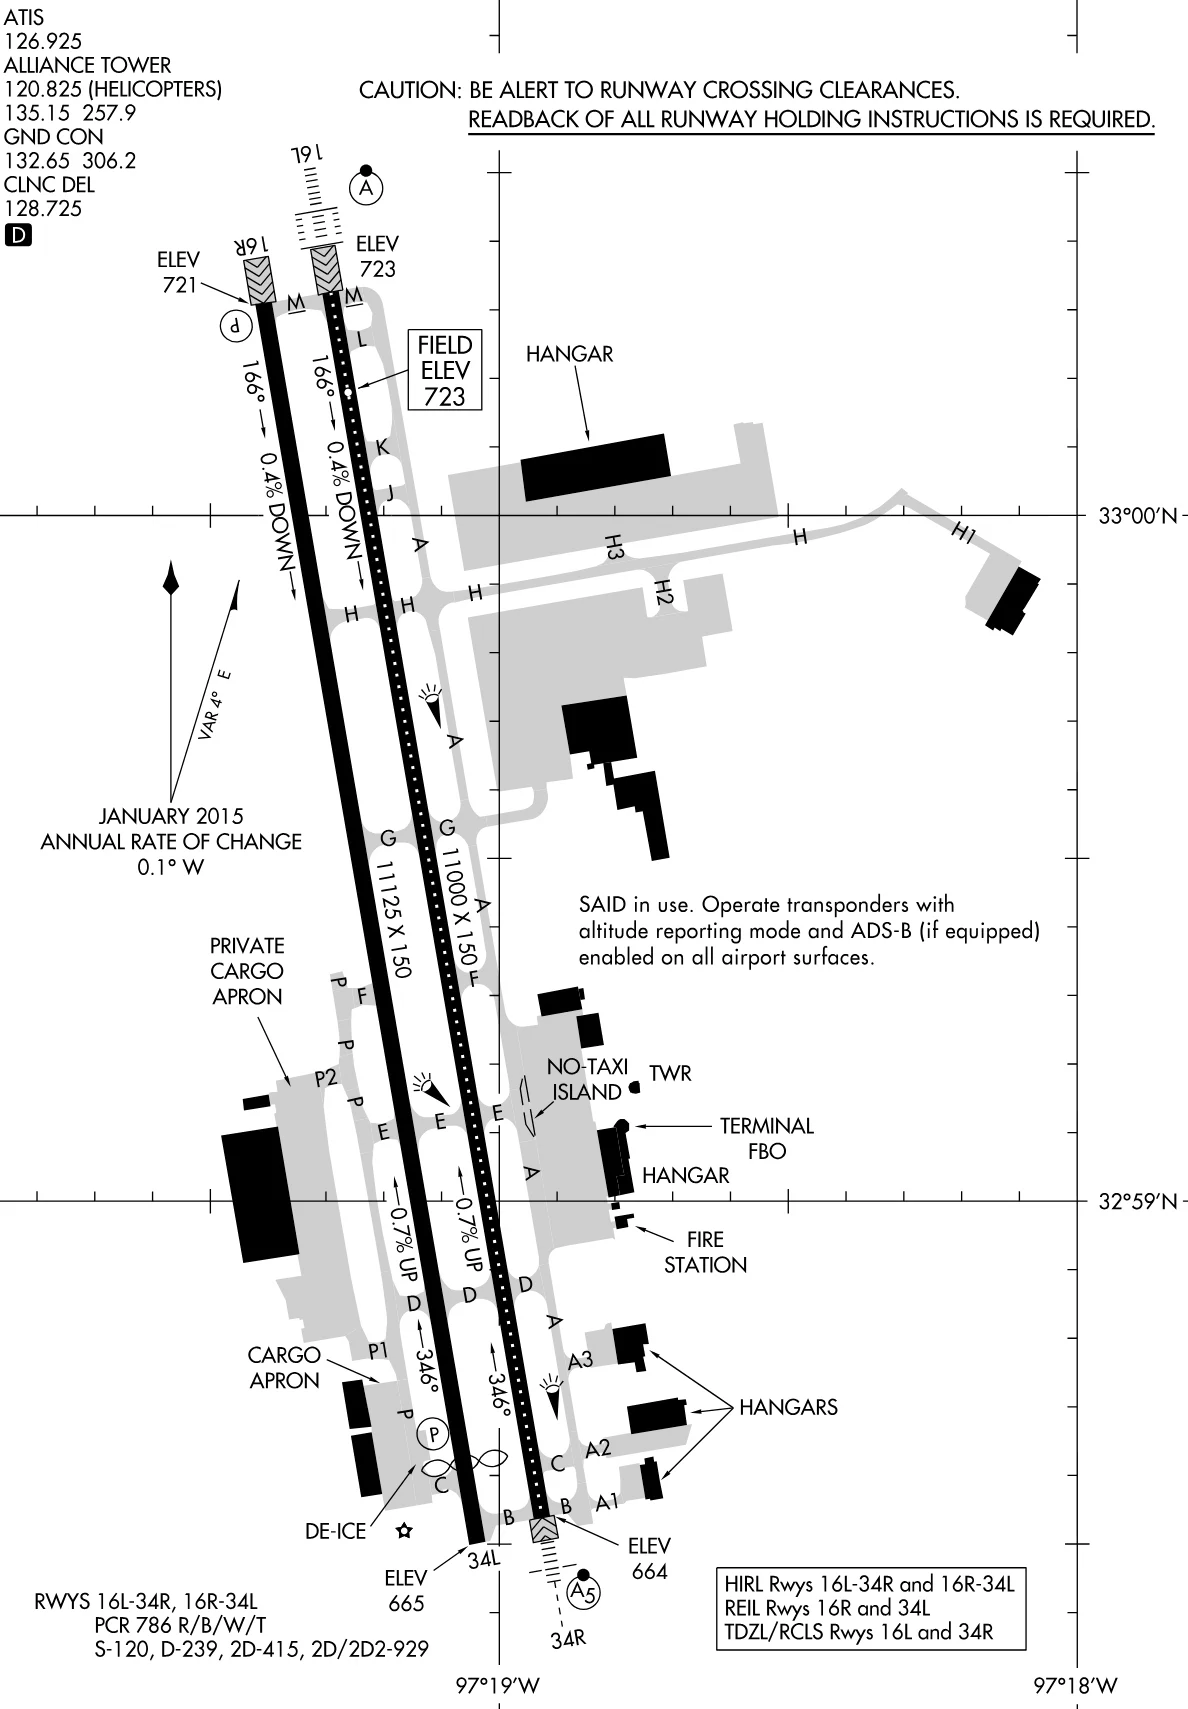 ATIS
126.925
ALLIANCE TOWER
120.825 (HELICOPTERS)
135.15 257.9
GND CON
132.65 306.2
CLNC DEL
128.725
D
CAUTION: BE ALERT TO RUNWAY CROSSING CLEARANCES.
READBACK OF ALL RUNWAY HOLDING INSTRUCTIONS IS REQUIRED.
16L
A
16R
ELEV
721
ELEV
723
W
W
P
L
FIELD
ELEV
723
HANGAR
166°
166°
K
0.4% DOWN
0.4% DOWN
J
33°00'N
A
H
H
H
H3
H
H1
H2
VAR 4° E
A
JANUARY 2015
ANNUAL RATE OF CHANGE
0.1° W
G
G
11125 X 150
11000 X 150
A
SAID in use. Operate transponders with
altitude reporting mode and ADS-B (if equipped)
enabled on all airport surfaces.
PRIVATE
CARGO
APRON
P
F
F
P
P2
P
NO-TAXI
ISLAND
TWR
E
E
E
TERMINAL
FBO
A
HANGAR
32°59'N
0.7% UP
0.7% UP
FIRE
STATION
D
D
D
A
P1
346°
346°
CARGO
APRON
A3
P
P
HANGARS
C
C
A2
B
B
A1
DE-ICE
34L
ELEV
665
ELEV
664
A5
34R
RWYS 16L-34R, 16R-34L
PCR 786 R/B/W/T
S-120, D-239, 2D-415, 2D/2D2-929
HIRL Rwys 16L-34R and 16R-34L
REIL Rwys 16R and 34L
TDZL/RCLS Rwys 16L and 34R
97°19'W
97°18'W